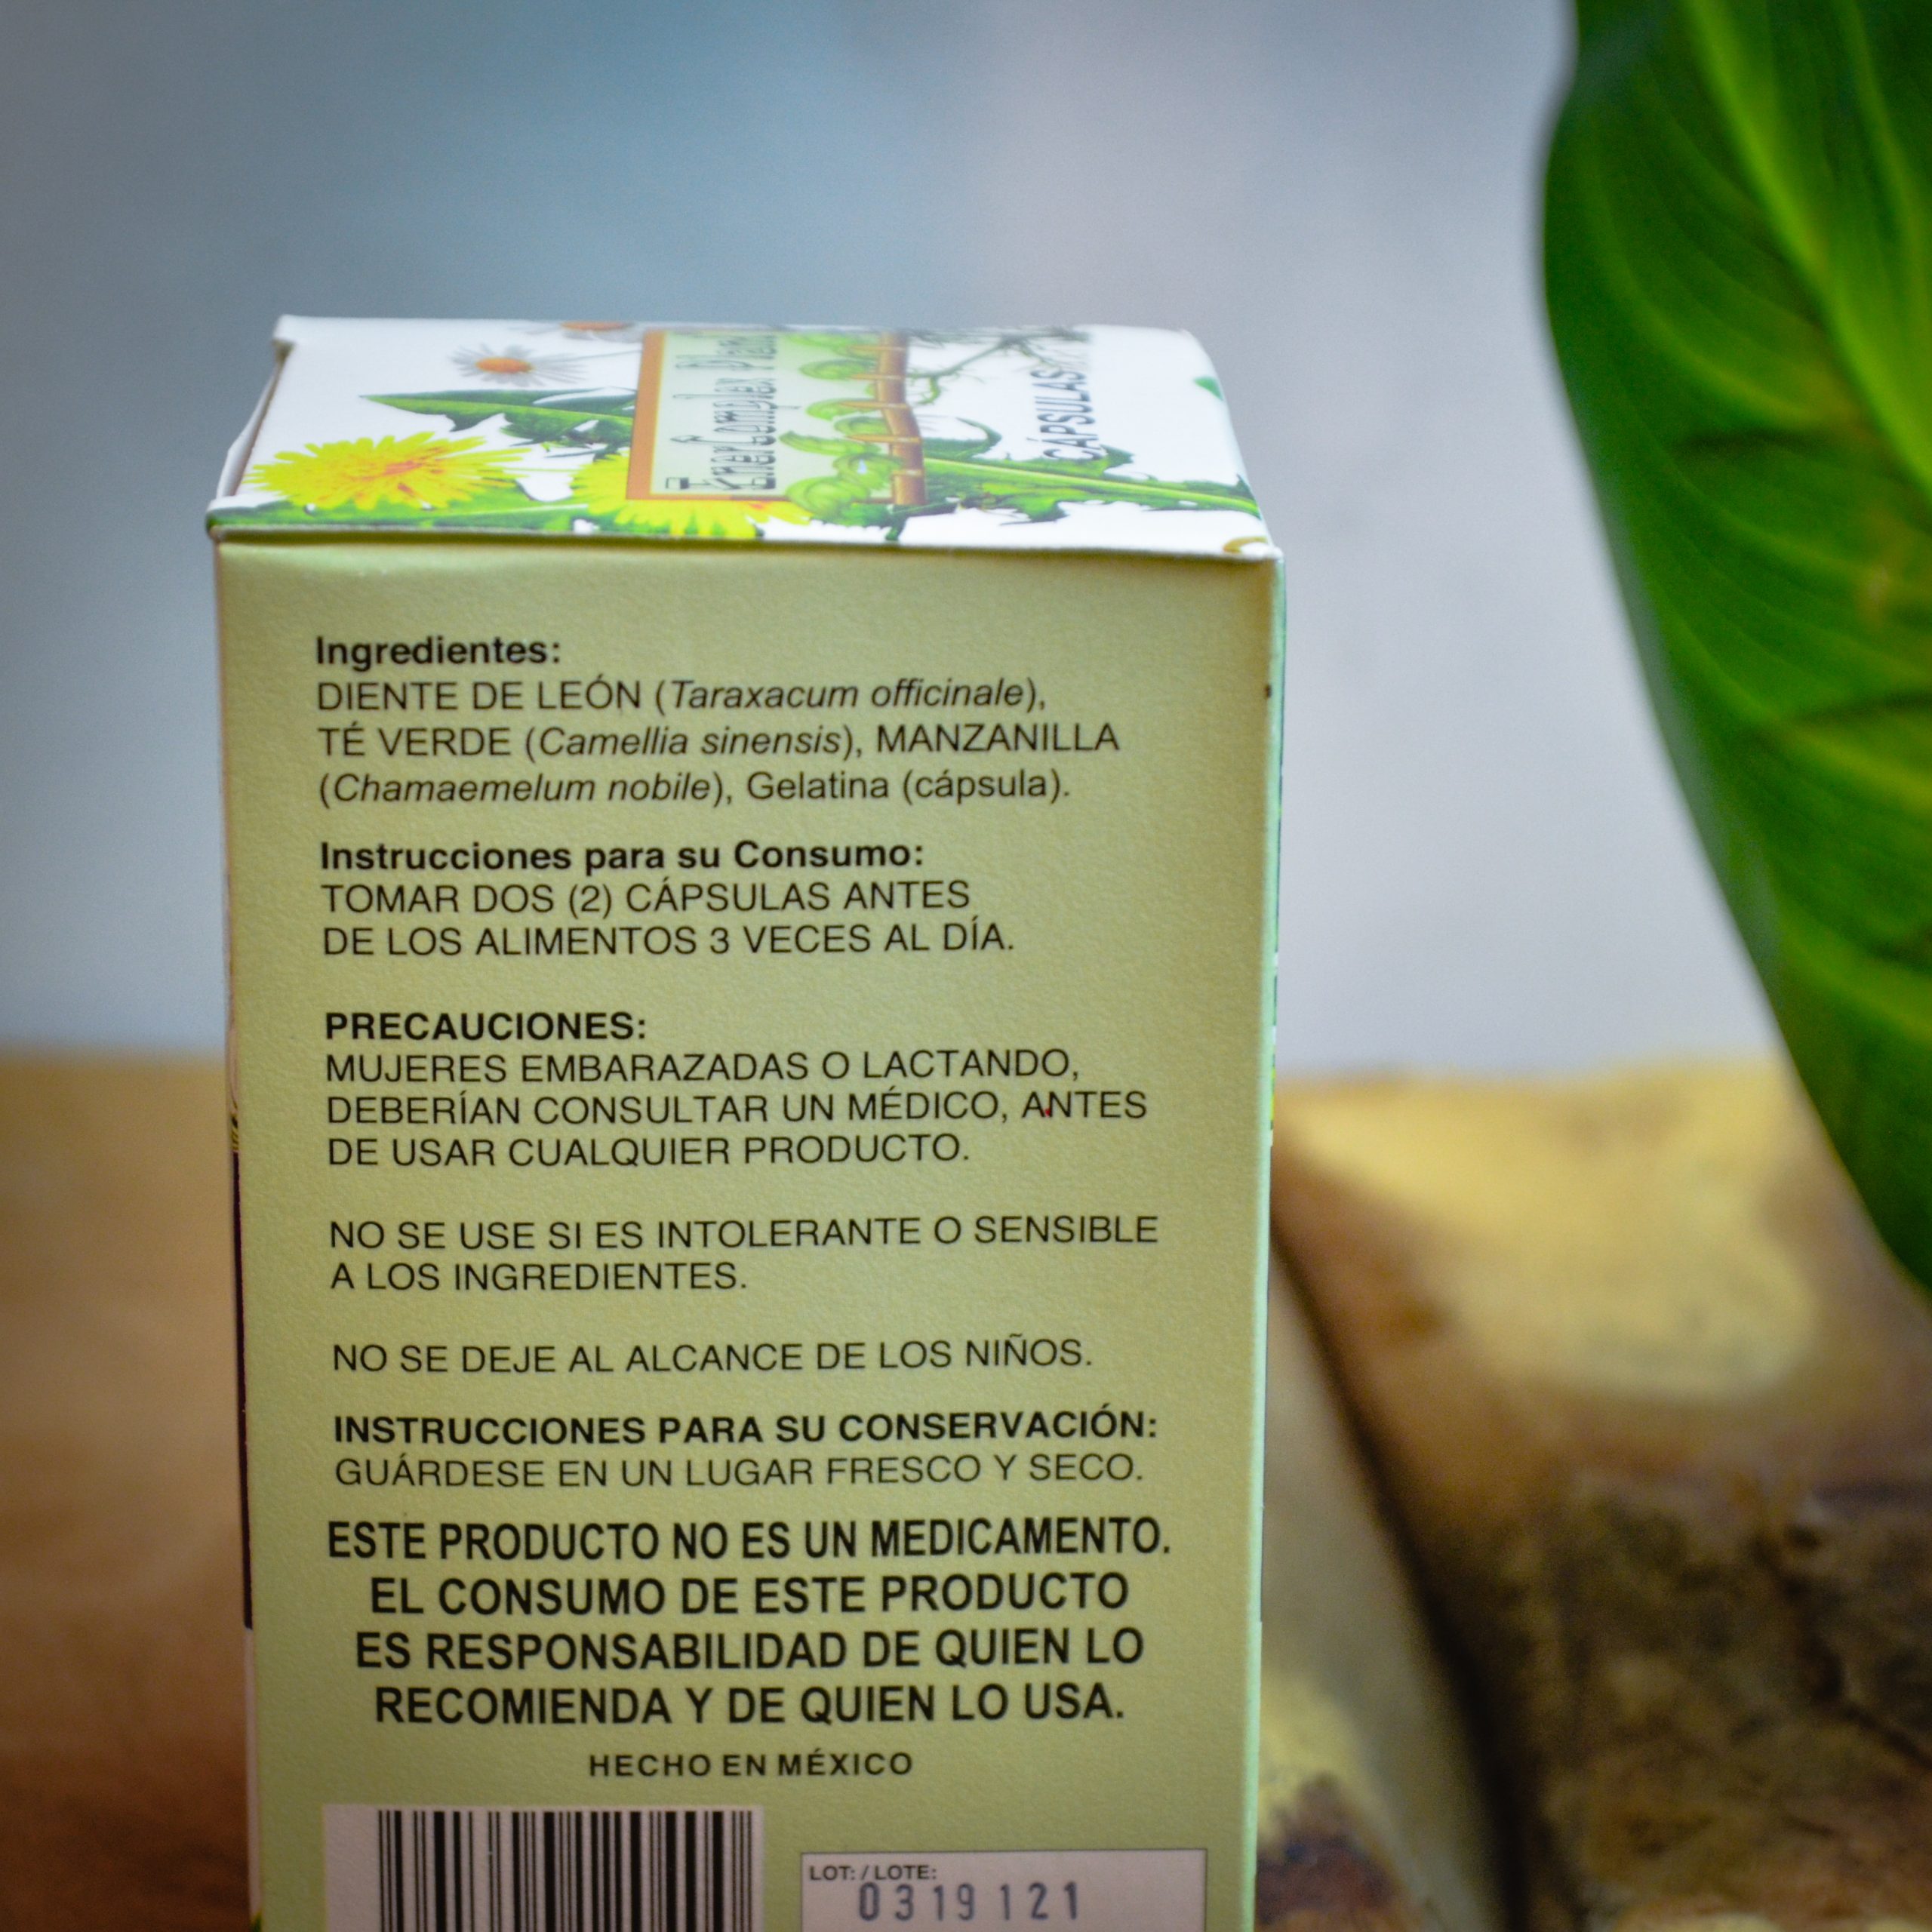 CÁPSULAS
Ingredientes:
DIENTE DE LEÓN (Taraxacum officinale),
TÉ VERDE (Camellia sinensis), MANZANILLA
(Chamaemelum nobile), Gelatina (cápsula).
Instrucciones para su Consumo:
TOMAR DOS (2) CÁPSULAS ANTES
DE LOS ALIMENTOS 3 VECES AL DÍA.
PRECAUCIONES:
MUJERES EMBARAZADAS O LACTANDO,
DEBERÍAN CONSULTAR UN MÉDICO, ANTES
DE USAR CUALQUIER PRODUCTO.
NO SE USE SI ES INTOLERANTE O SENSIBLE
A LOS INGREDIENTES.
NO SE DEJE AL ALCANCE DE LOS NIÑOS.
INSTRUCCIONES PARA SU CONSERVACIÓN:
GUÁRDESE EN UN LUGAR FRESCO Y SECO.
ESTE PRODUCTO NO ES UN MEDICAMENTO.
EL CONSUMO DE ESTE PRODUCTO
ES RESPONSABILIDAD DE QUIEN LO
RECOMIENDA Y DE QUIEN LO USA.
HECHO EN MÉXICO
LOT: / LOTE:
0319121